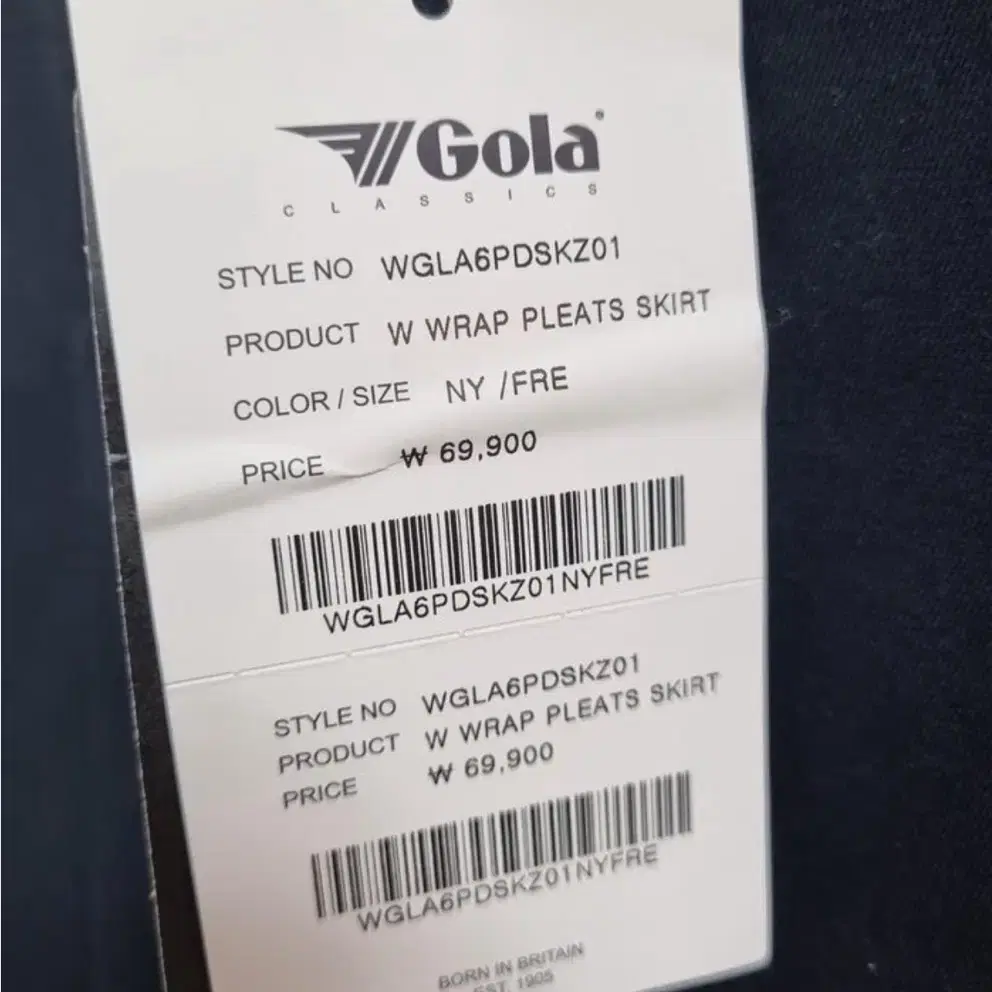 Gola
CLASSICS
STYLE NO WGLA6PDSKZ01
PRODUCT W WRAP PLEATS SKIRT
COLOR / SIZE NY /FRE
PRICE ₩ 69,900
WGLA6PDSKZ01NYFRE
STYLE NO WGLA6PDSKZ01
PRODUCT W WRAP PLEATS SKIRT
PRICE ₩ 69,900
WGLA6PDSKZ01NYFRE
BORN IN BRITAIN
EST. 1905